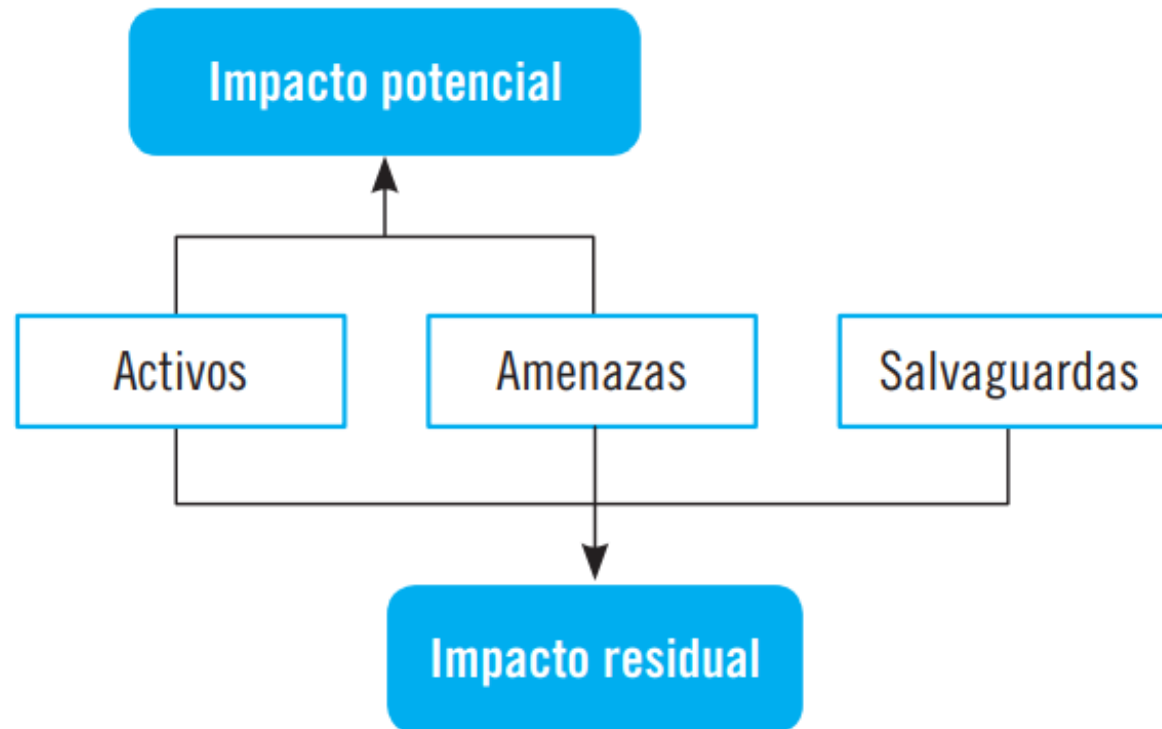 Impacto potencial
Activos
Amenazas
Salvaguardas
Impacto residual